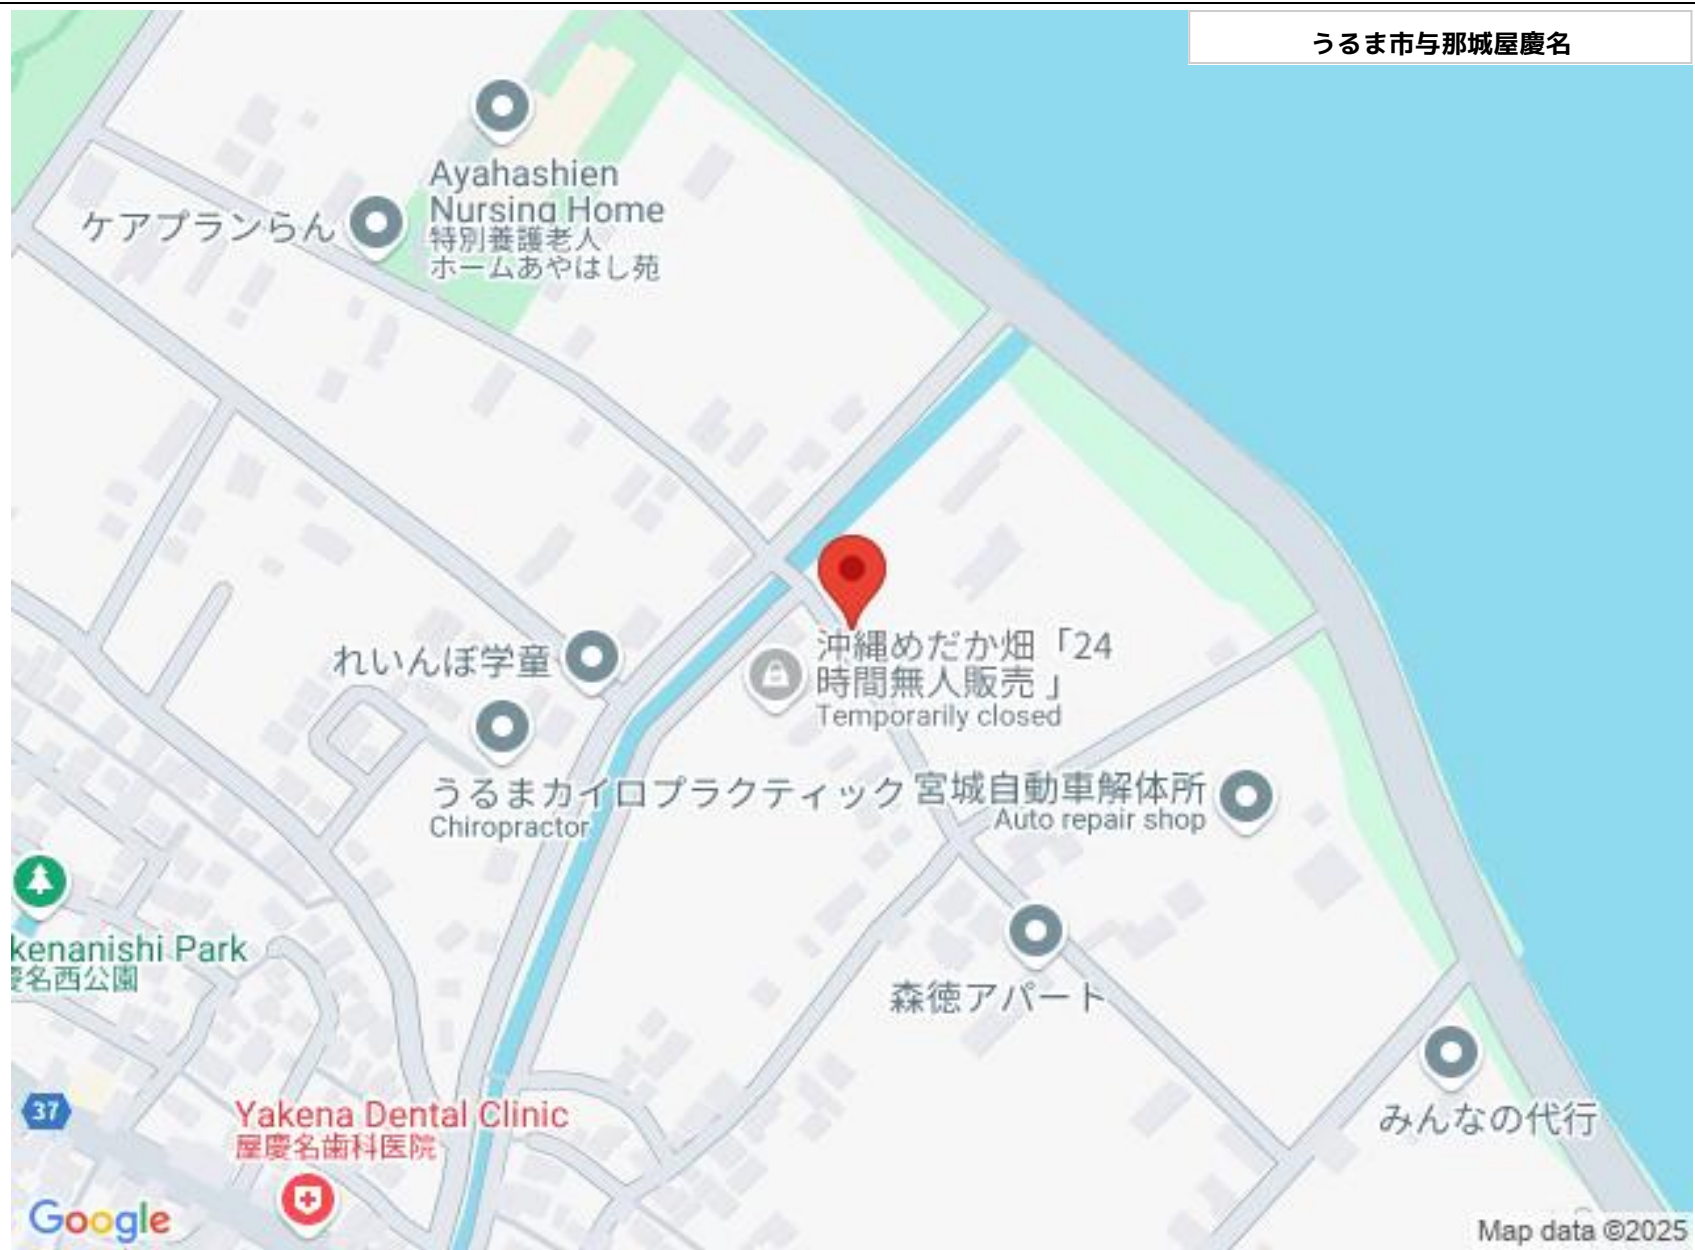 うるま市与那城屋慶名
Ayahashien
Nursing Home
特別養護老人
ホームあやはし苑
ケアプランらん
沖縄めだか畑「24
時間無人販売 」
Temporarily closed
れいんぼ学童
うるまカイロプラクティック
Chiropractor
宮城自動車解体所
Auto repair shop
kenanishi Park
慶名西公園
森徳アパート
みんなの代行
37
Yakena Dental Clinic
屋慶名歯科医院
Google
Map data ©2025